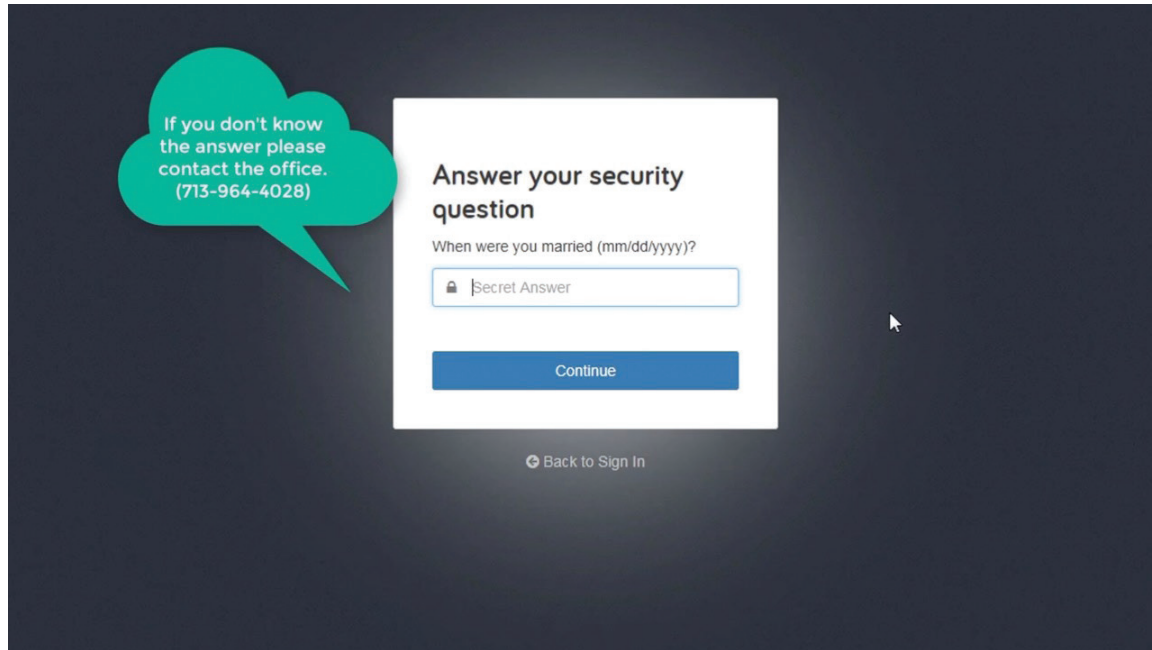 If you don't know
the answer please
contact the office.
(713-964-4028)
Answer your security
question
When were you married (mm/dd/yyyy)?
Secret Answer
Continue
Back to Sign In